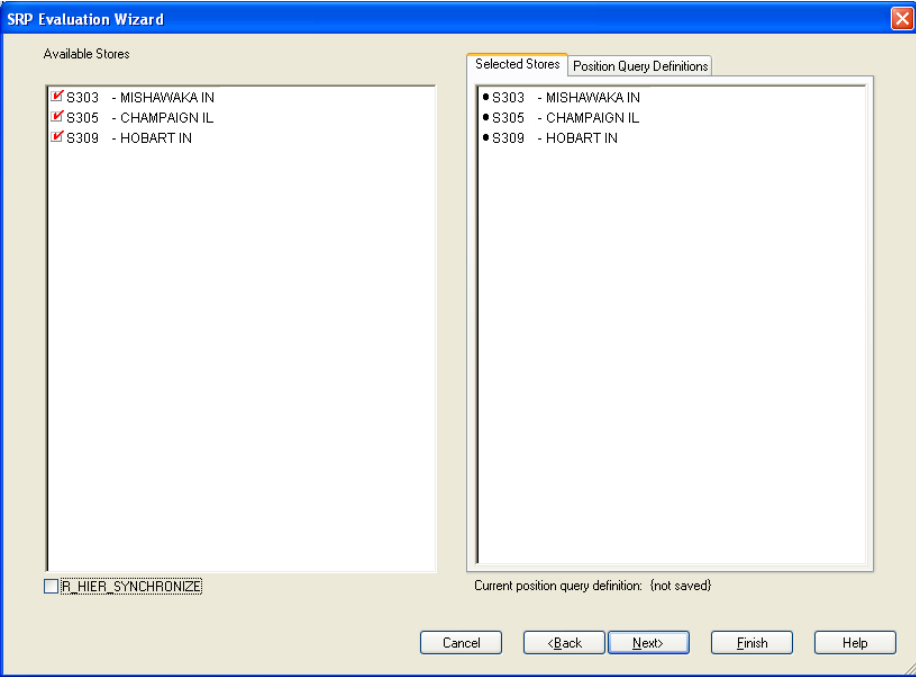 SRP Evaluation Wizard
Available Stores
S303 - MISHAWAKA IN
S305 - CHAMPAIGN IL
S309 - HOBART IN
R_HIER_SYNCHRONIZE
Selected Stores
Position Query Definitions
S303 - MISHAWAKA IN
S305 - CHAMPAIGN IL
S309 - HOBART IN
Current position query definition: {not saved}
Cancel
<Back
Next>
Finish
Help